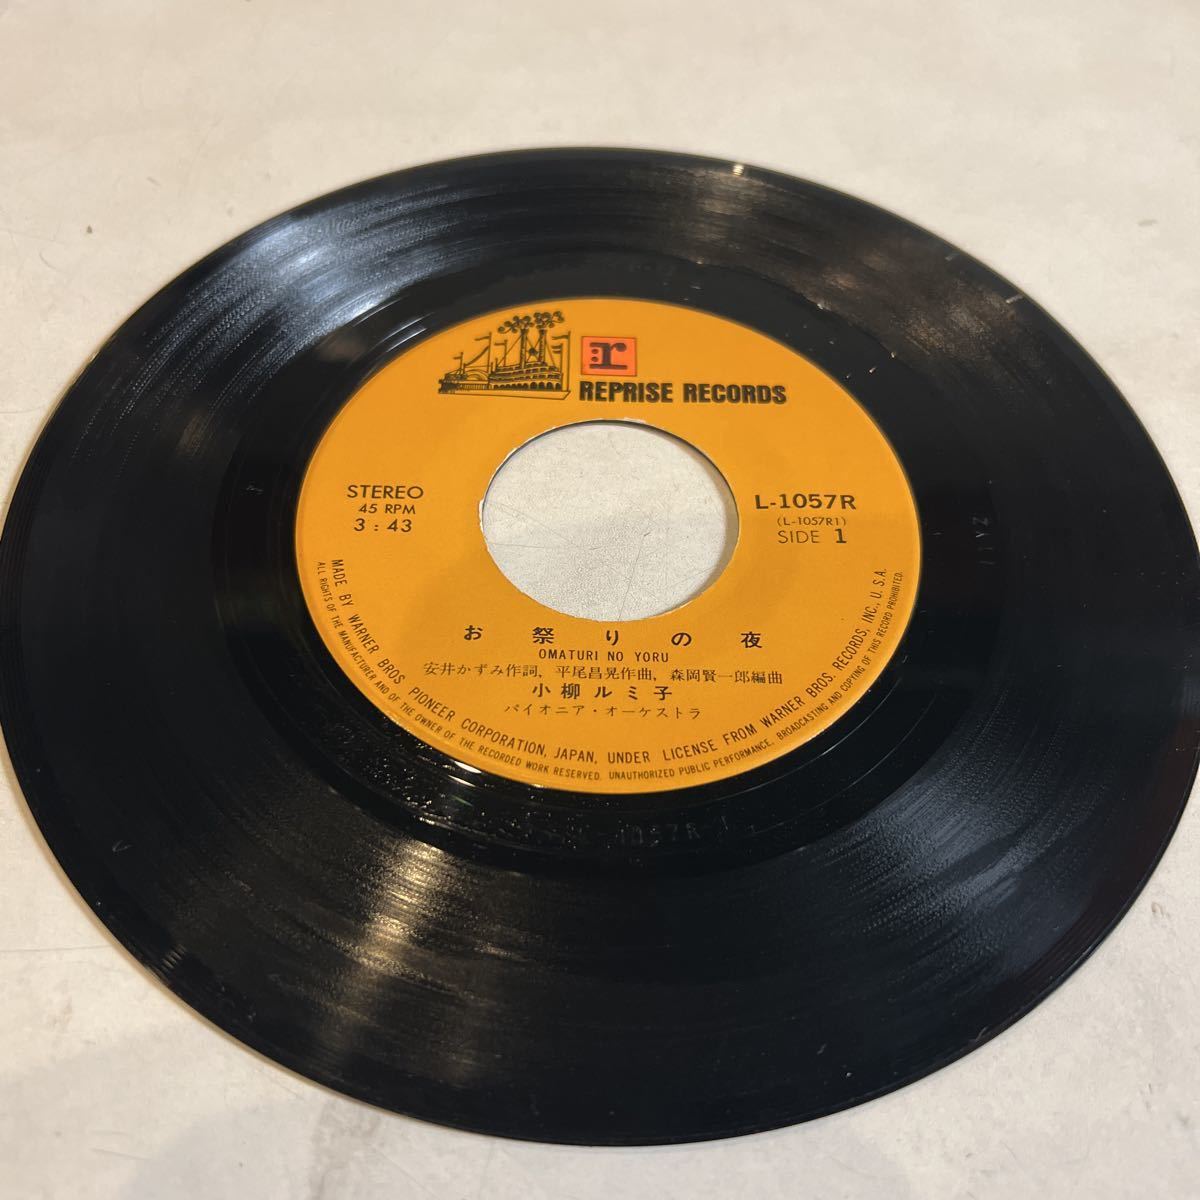 r
REPRISE RECORDS
STEREO
45 RPM
3 : 43
L-1057R
(L-1057R1)
SIDE 1
お祭りの夜
OMATURI NO YORU
安井かずみ作詞, 平尾昌晃作曲, 森岡賢一郎編曲
小柳ルミ子
パイオニア・オーケストラ
MADE BY WARNER BROS. PIONEER CORPORATION, JAPAN, UNDER LICENSE FROM WARNER BROS. RECORDS, INC., U.S.A.
ALL RIGHTS OF THE MANUFACTURER AND OF THE OWNER OF THE RECORDED WORK RESERVED. UNAUTHORIZED PUBLIC PERFORMANCE, BROADCASTING AND COPYING OF THIS RECORD PROHIBITED.